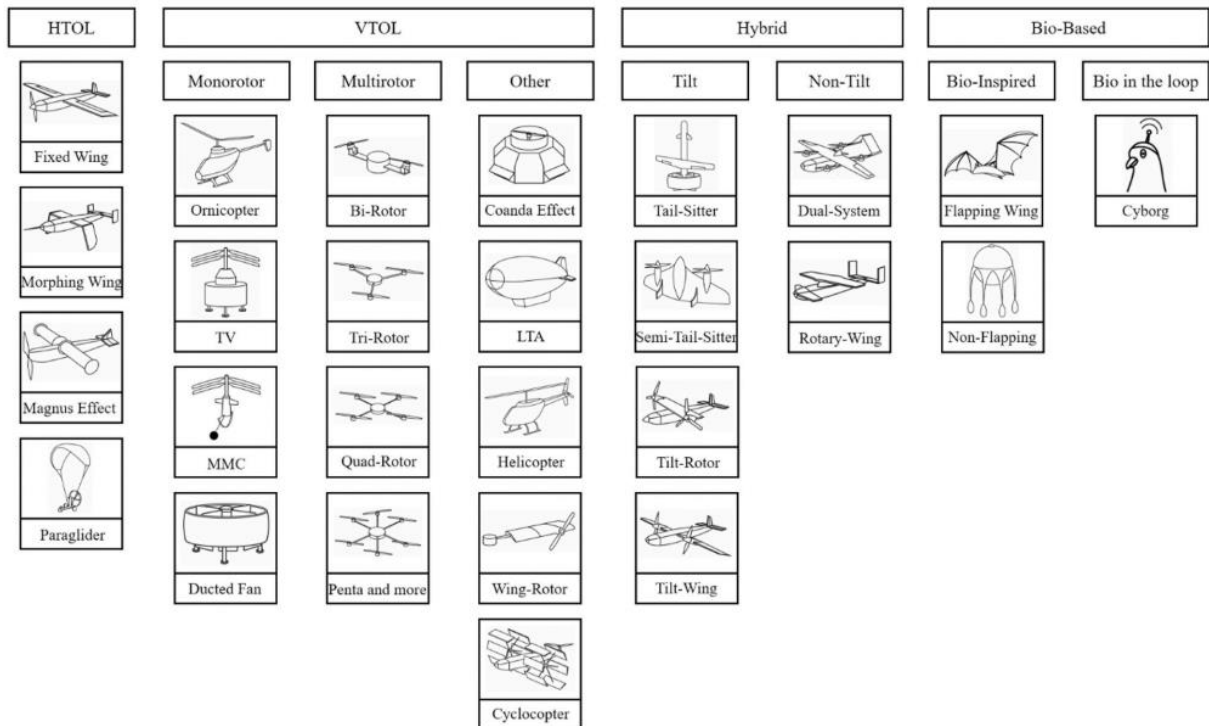 HTOL
VTOL
Hybrid
Bio-Based
Monorotor
Multirotor
Other
Tilt
Non-Tilt
Bio-Inspired
Bio in the loop
Fixed Wing
Morphing Wing
Magnus Effect
Paraglider
Ornicopter
TV
MMC
Ducted Fan
Bi-Rotor
Tri-Rotor
Quad-Rotor
Penta and more
Coanda Effect
LTA
Helicopter
Wing-Rotor
Cyclocopter
Tail-Sitter
Semi-Tail-Sitter
Tilt-Rotor
Tilt-Wing
Dual-System
Rotary-Wing
Flapping Wing
Non-Flapping
Cyborg